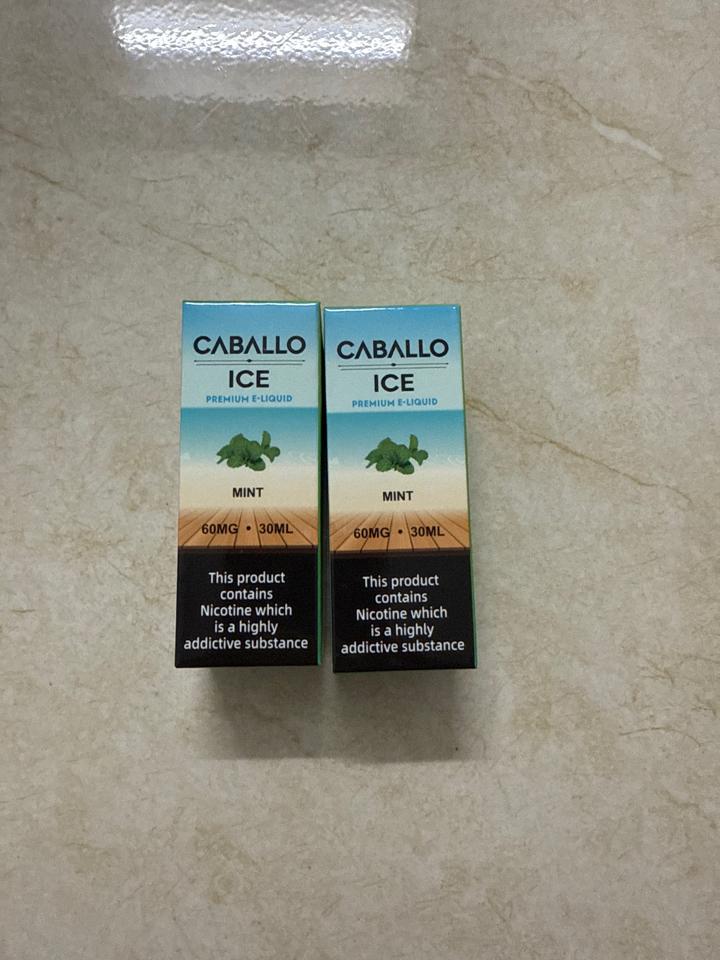 CABALLO
ICE
PREMIUM E-LIQUID
MINT
60MG • 30ML
This product
contains
Nicotine which
is a highly
addictive substance
CABALLO
ICE
PREMIUM E-LIQUID
MINT
60MG • 30ML
This product
contains
Nicotine which
is a highly
addictive substance